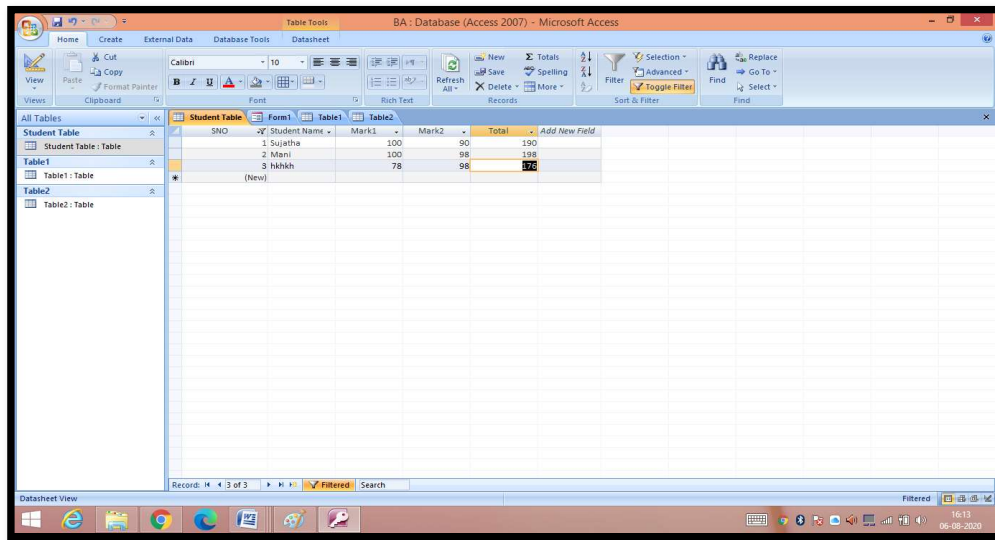 Table Tools
BA : Database (Access 2007) - Microsoft Access
Home Create External Data Database Tools Datasheet
View
Views
Paste
Cut
Copy
Format Painter
Clipboard
Calibri 10
B I U A
Font
Rich Text
Refresh All
New
Save
Delete
Σ Totals
Spelling
More
Records
Filter
Selection
Advanced
Toggle Filter
Sort & Filter
Find
Replace
Go To
Select
Find
All Tables
Student Table
Student Table : Table
Table1
Table1 : Table
Table2
Table2 : Table
Student Table Form1 Table1 Table2
SNO Student Name Mark1 Mark2 Total Add New Field
1 Sujatha 100 90 190
2 Mani 100 98 198
3 hkhkh 78 98 176
(New)
Record: 3 of 3 Filtered Search
Datasheet View
Filtered
16:13
06-08-2020